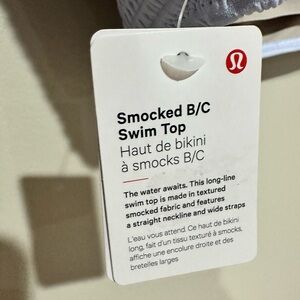 Smocked B/C
Swim Top
Haut de bikini
à smocks B/C
The water awaits. This long-line
swim top is made in textured
smocked fabric and features
a straight neckline and wide straps
L'eau vous attend. Ce haut de bikini
long, fait d'un tissu texturé à smocks,
affiche une encolure droite et des
bretelles larges